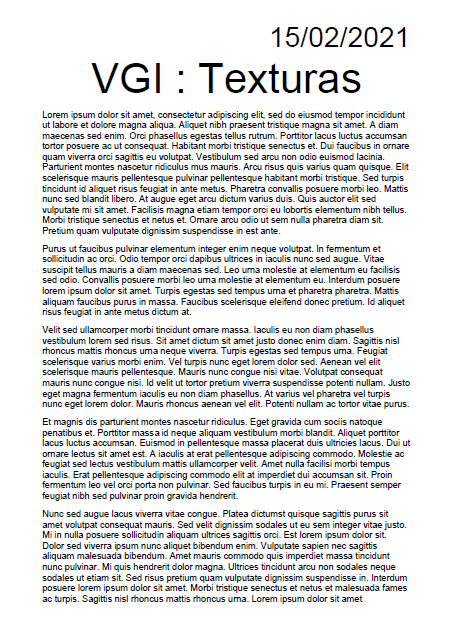 15/02/2021
VGI : Texturas
Lorem ipsum dolor sit amet, consectetur adipiscing elit, sed do eiusmod tempor incididunt
ut labore et dolore magna aliqua. Aliquet nibh praesent tristique magna sit amet. A diam
maecenas sed enim. Orci phasellus egestas tellus rutrum. Porttitor lacus luctus accumsan
tortor posuere ac ut consequat. Habitant morbi tristique senectus et. Dui faucibus in ornare
quam viverra orci sagittis eu volutpat. Vestibulum sed arcu non odio euismod lacinia.
Parturient montes nascetur ridiculus mus mauris. Arcu risus quis varius quam quisque. Elit
scelerisque mauris pellentesque pulvinar pellentesque habitant morbi tristique. Sed turpis
tincidunt id aliquet risus feugiat in ante metus. Pharetra convallis posuere morbi leo. Mattis
nunc sed blandit libero. At augue eget arcu dictum varius duis. Quis auctor elit sed
vulputate mi sit amet. Facilisis magna etiam tempor orci eu lobortis elementum nibh tellus.
Morbi tristique senectus et netus et. Ornare arcu odio ut sem nulla pharetra diam sit.
Pretium quam vulputate dignissim suspendisse in est ante.
Purus ut faucibus pulvinar elementum integer enim neque volutpat. In fermentum et
sollicitudin ac orci. Odio tempor orci dapibus ultrices in iaculis nunc sed augue. Vitae
suscipit tellus mauris a diam maecenas sed. Leo urna molestie at elementum eu facilisis
sed odio. Convallis posuere morbi leo urna molestie at elementum eu. Interdum posuere
lorem ipsum dolor sit amet. Turpis egestas sed tempus urna et pharetra pharetra. Mattis
aliquam faucibus purus in massa. Faucibus scelerisque eleifend donec pretium. Id aliquet
risus feugiat in ante metus dictum at.
Velit sed ullamcorper morbi tincidunt ornare massa. Iaculis eu non diam phasellus
vestibulum lorem sed risus. Sit amet dictum sit amet justo donec enim diam. Sagittis nisl
rhoncus mattis rhoncus urna neque viverra. Turpis egestas sed tempus urna. Feugiat
scelerisque varius morbi enim. Vel turpis nunc eget lorem dolor sed. Aenean vel elit
scelerisque mauris pellentesque. Mauris nunc congue nisi vitae. Volutpat consequat
mauris nunc congue nisi. Id velit ut tortor pretium viverra suspendisse potenti nullam. Justo
eget magna fermentum iaculis eu non diam phasellus. At varius vel pharetra vel turpis
nunc eget lorem dolor. Mauris rhoncus aenean vel elit. Potenti nullam ac tortor vitae purus.
Et magnis dis parturient montes nascetur ridiculus. Eget gravida cum sociis natoque
penatibus et. Porttitor massa id neque aliquam vestibulum morbi blandit. Aliquet porttitor
lacus luctus accumsan. Euismod in pellentesque massa placerat duis ultricies lacus. Dui ut
ornare lectus sit amet est. A iaculis at erat pellentesque adipiscing commodo. Molestie ac
feugiat sed lectus vestibulum mattis ullamcorper velit. Amet nulla facilisi morbi tempus
iaculis. Erat pellentesque adipiscing commodo elit at imperdiet dui accumsan sit. Proin
fermentum leo vel orci porta non pulvinar. Sed faucibus turpis in eu mi. Praesent semper
feugiat nibh sed pulvinar proin gravida hendrerit.
Nunc sed augue lacus viverra vitae congue. Platea dictumst quisque sagittis purus sit
amet volutpat consequat mauris. Sed velit dignissim sodales ut eu sem integer vitae justo.
Mi in nulla posuere sollicitudin aliquam ultrices sagittis orci. Est lorem ipsum dolor sit.
Dolor sed viverra ipsum nunc aliquet bibendum enim. Vulputate sapien nec sagittis
aliquam malesuada bibendum. Amet mauris commodo quis imperdiet massa tincidunt
nunc pulvinar. Mi quis hendrerit dolor magna. Ultrices tincidunt arcu non sodales neque
sodales ut etiam sit. Sed risus pretium quam vulputate dignissim suspendisse in. Interdum
posuere lorem ipsum dolor sit amet. Morbi tristique senectus et netus et malesuada fames
ac turpis. Sagittis nisl rhoncus mattis rhoncus urna. Lorem ipsum dolor sit amet